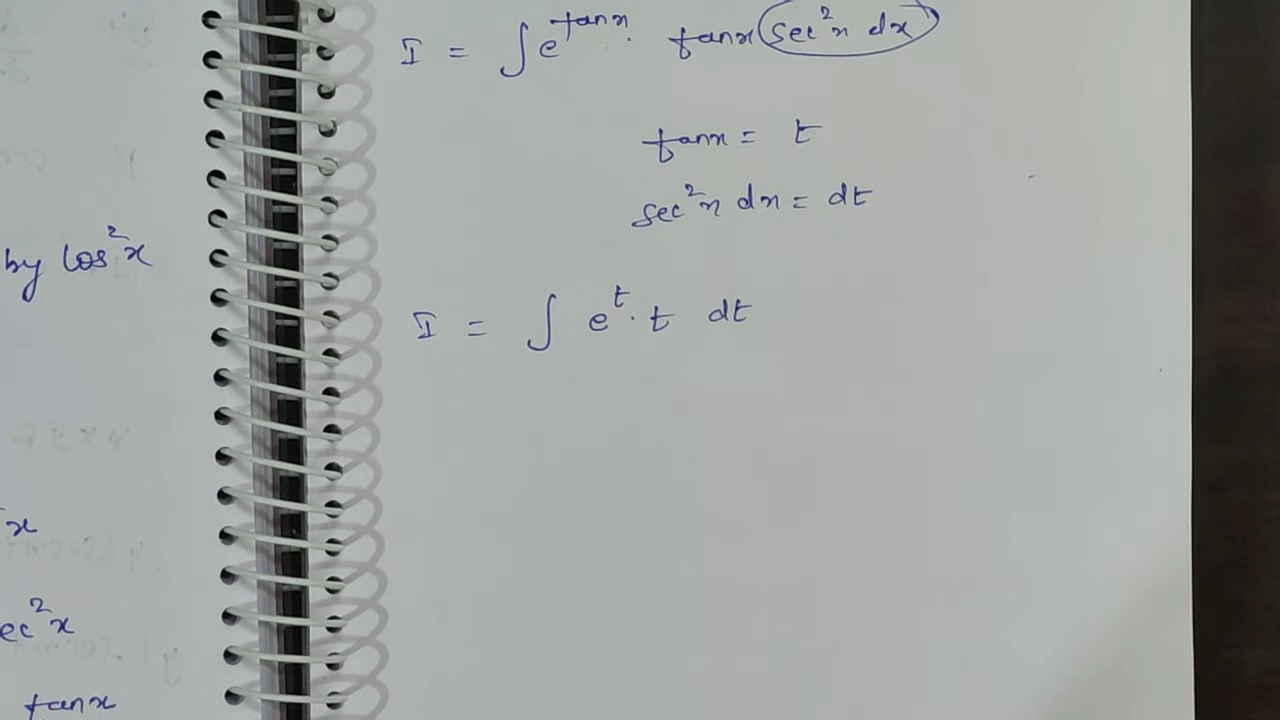 by cos²x
x
ec²x
tanx
I = ∫e^tanx . tanx sec²x dx
tanx = t
sec²x dx = dt
I = ∫ e^t . t dt